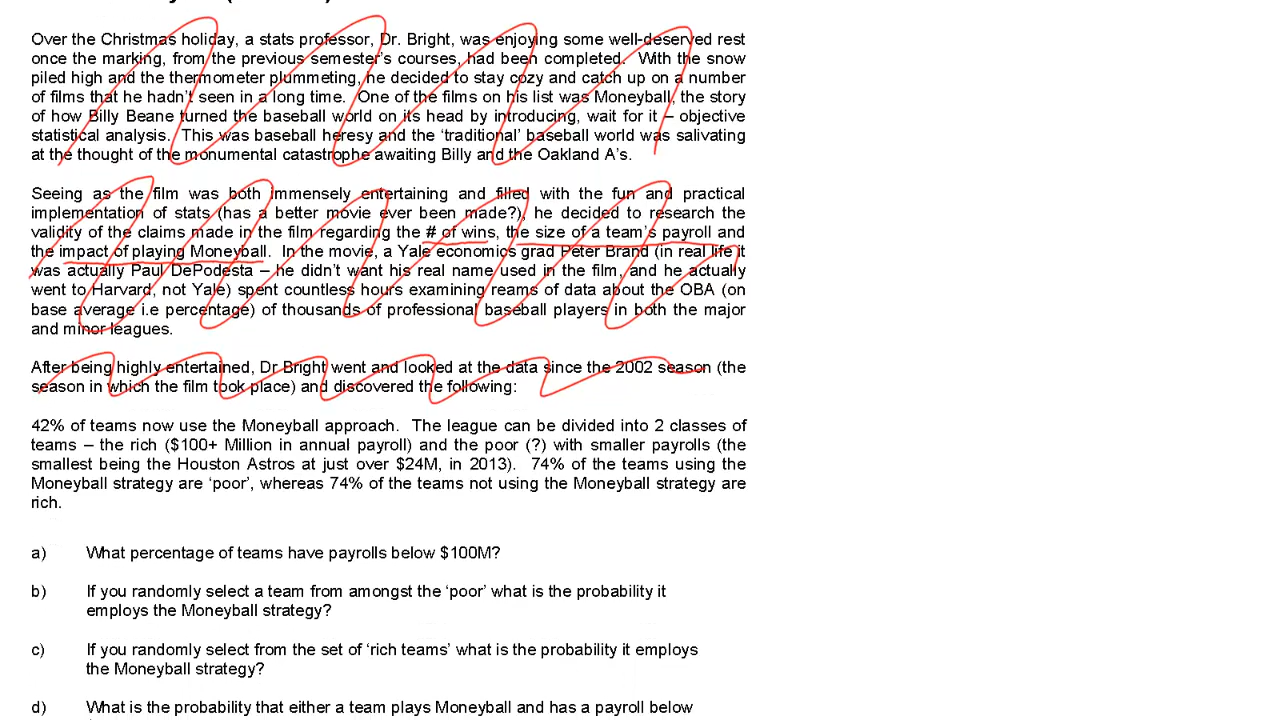 Over the Christmas holiday, a stats professor, Dr. Bright, was enjoying some well-deserved rest
once the marking, from the previous semester's courses, had been completed. With the snow
piled high and the thermometer plummeting, he decided to stay cozy and catch up on a number
of films that he hadn't seen in a long time. One of the films on his list was Moneyball, the story
of how Billy Beane turned the baseball world on its head by introducing, wait for it – objective
statistical analysis. This was baseball heresy and the 'traditional' baseball world was salivating
at the thought of the monumental catastrophe awaiting Billy and the Oakland A's.
Seeing as the film was both immensely entertaining and filled with the fun and practical
implementation of stats (has a better movie ever been made?), he decided to research the
validity of the claims made in the film regarding the # of wins, the size of a team's payroll and
the impact of playing Moneyball. In the movie, a Yale economics grad Peter Brand (in real life it
was actually Paul DePodesta – he didn't want his real name used in the film, and he actually
went to Harvard, not Yale) spent countless hours examining reams of data about the OBA (on
base average i.e percentage) of thousands of professional baseball players in both the major
and minor leagues.
After being highly entertained, Dr Bright went and looked at the data since the 2002 season (the
season in which the film took place) and discovered the following:
42% of teams now use the Moneyball approach. The league can be divided into 2 classes of
teams – the rich ($100+ Million in annual payroll) and the poor (?) with smaller payrolls (the
smallest being the Houston Astros at just over $24M, in 2013). 74% of the teams using the
Moneyball strategy are 'poor', whereas 74% of the teams not using the Moneyball strategy are
rich.
a) What percentage of teams have payrolls below $100M?
b) If you randomly select a team from amongst the 'poor' what is the probability it
employs the Moneyball strategy?
c) If you randomly select from the set of 'rich teams' what is the probability it employs
the Moneyball strategy?
d) What is the probability that either a team plays Moneyball and has a payroll below